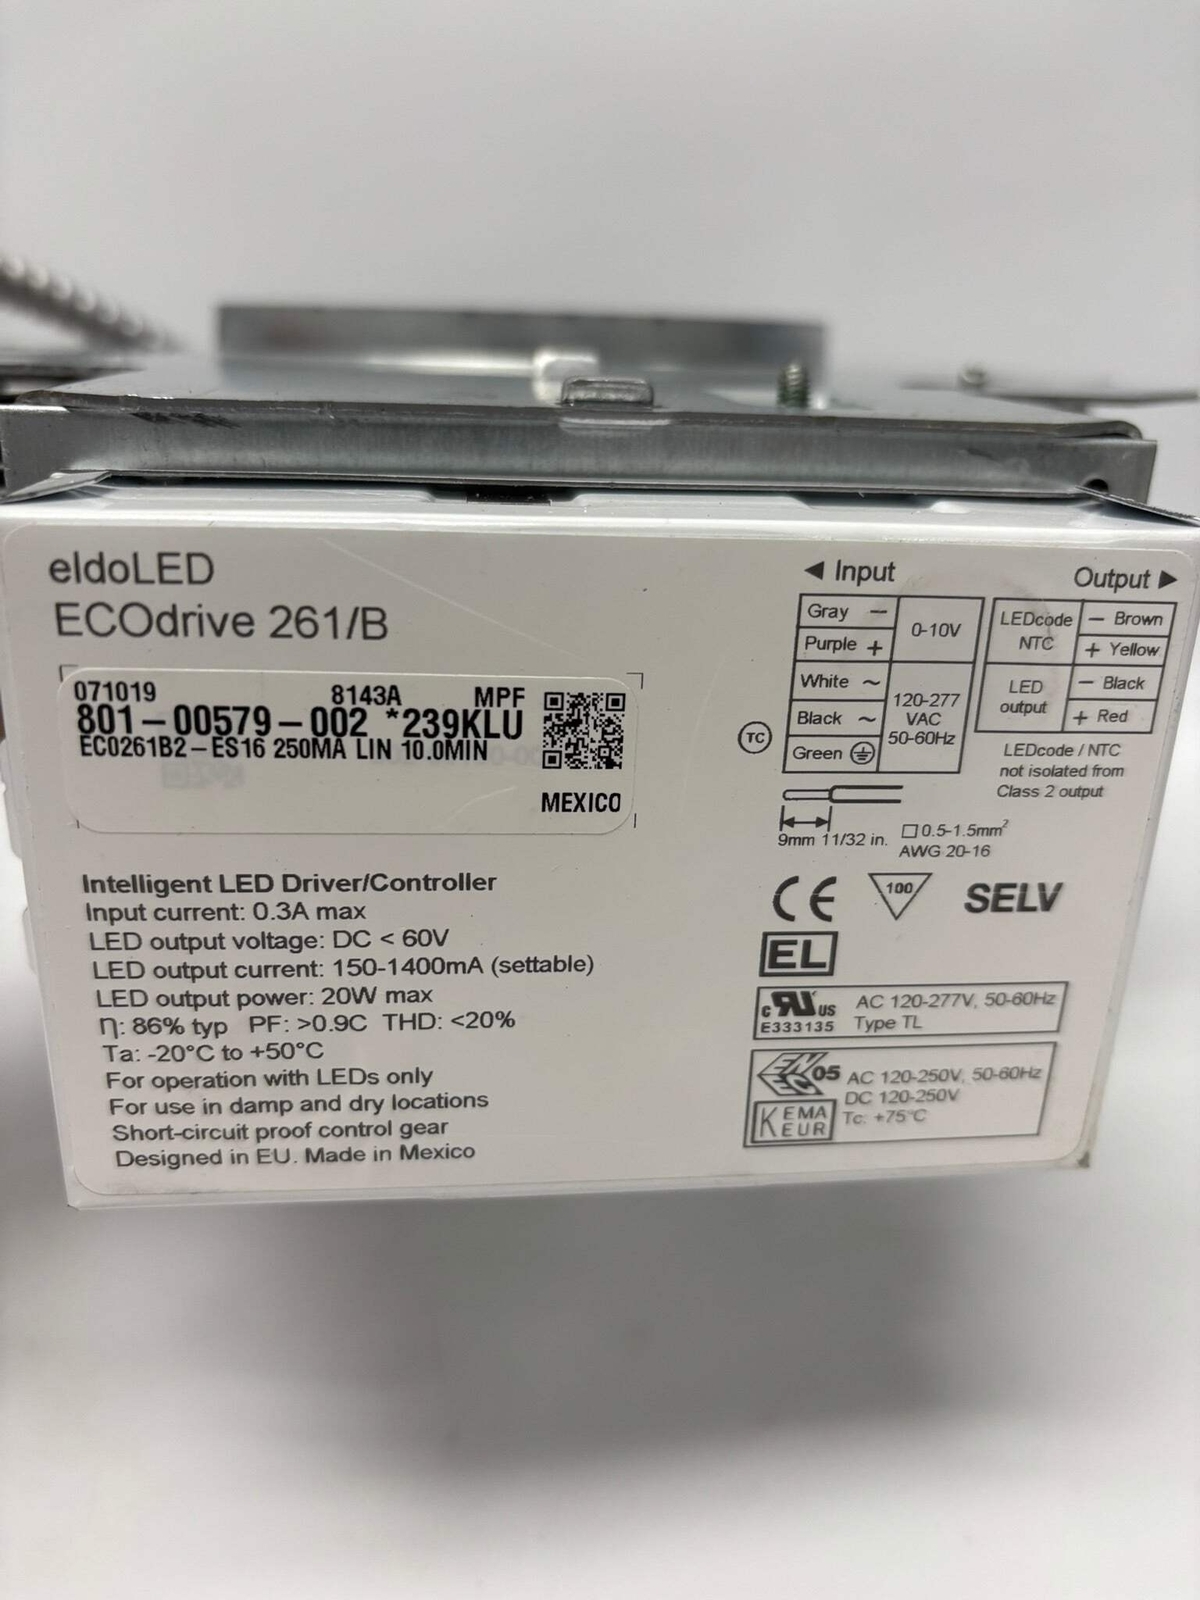 eldoLED
ECOdrive 261/B
071019 8143A MPF
801-00579-002 *239KLU
EC0261B2-ES16 250MA LIN 10.0MIN
MEXICO
Intelligent LED Driver/Controller
Input current: 0.3A max
LED output voltage: DC < 60V
LED output current: 150-1400mA (settable)
LED output power: 20W max
η: 86% typ PF: >0.9C THD: <20%
Ta: -20°C to +50°C
For operation with LEDs only
For use in damp and dry locations
Short-circuit proof control gear
Designed in EU. Made in Mexico
◄ Input
Gray −
Purple +
0-10V
White ~
Black ~
Green
120-277
VAC
50-60Hz
TC
Output ►
LEDcode
NTC
− Brown
+ Yellow
LED
output
− Black
+ Red
LEDcode / NTC
not isolated from
Class 2 output
9mm 11/32 in.
0.5-1.5mm²
AWG 20-16
CE
100
SELV
EL
c RU US
E333135
AC 120-277V, 50-60Hz
Type TL
ENEC 05
KEMA
EUR
AC 120-250V, 50-60Hz
DC 120-250V
Tc: +75°C